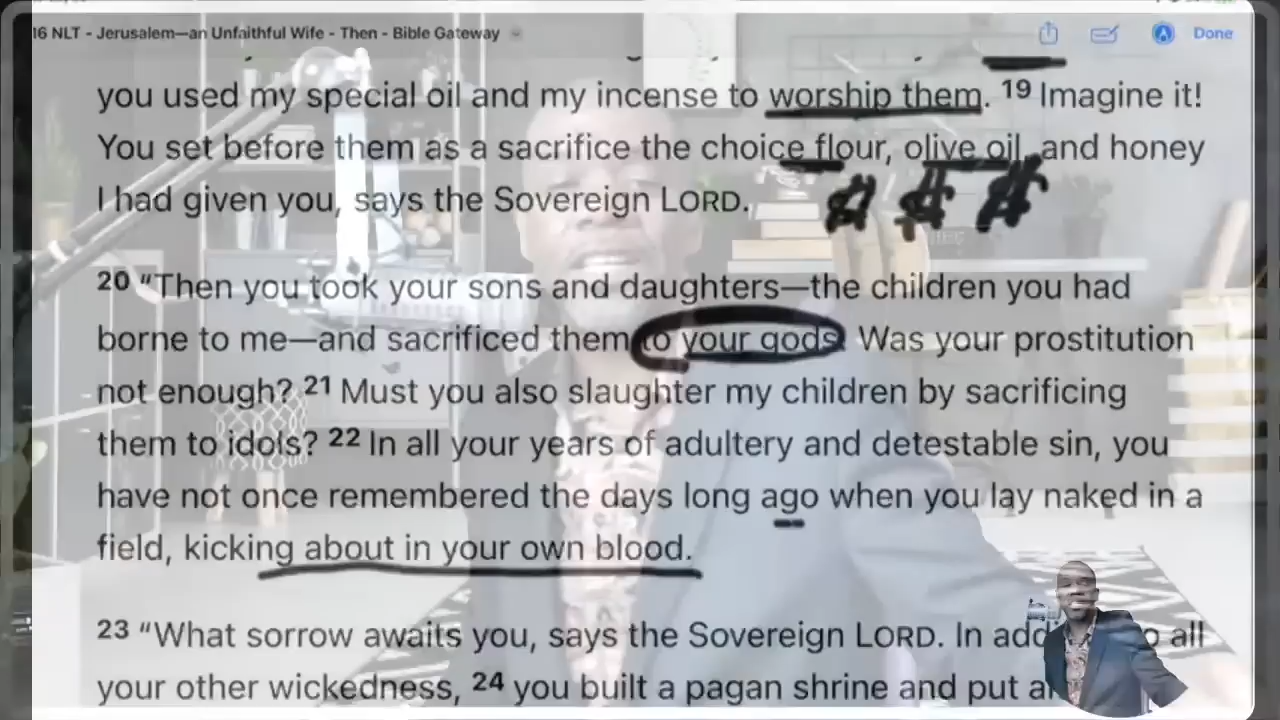 16 NLT - Jerusalem—an Unfaithful Wife - Then - Bible Gateway
Done
you used my special oil and my incense to worship them. 19 Imagine it!
You set before them as a sacrifice the choice flour, olive oil, and honey
I had given you, says the Sovereign LORD.
$ $ $
20 “Then you took your sons and daughters—the children you had
borne to me—and sacrificed them to your gods. Was your prostitution
not enough? 21 Must you also slaughter my children by sacrificing
them to idols? 22 In all your years of adultery and detestable sin, you
have not once remembered the days long ago when you lay naked in a
field, kicking about in your own blood.
23 “What sorrow awaits you, says the Sovereign LORD. In all
your other wickedness, 24 you built a pagan shrine and put